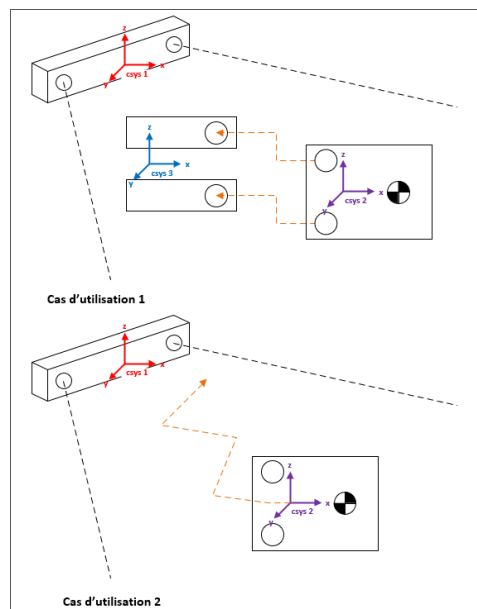 z
csys 1
x
y
z
x
csys 3
y
z
x
csys 2
y
Cas d'utilisation 1
z
csys 1
x
y
z
x
csys 2
y
Cas d'utilisation 2